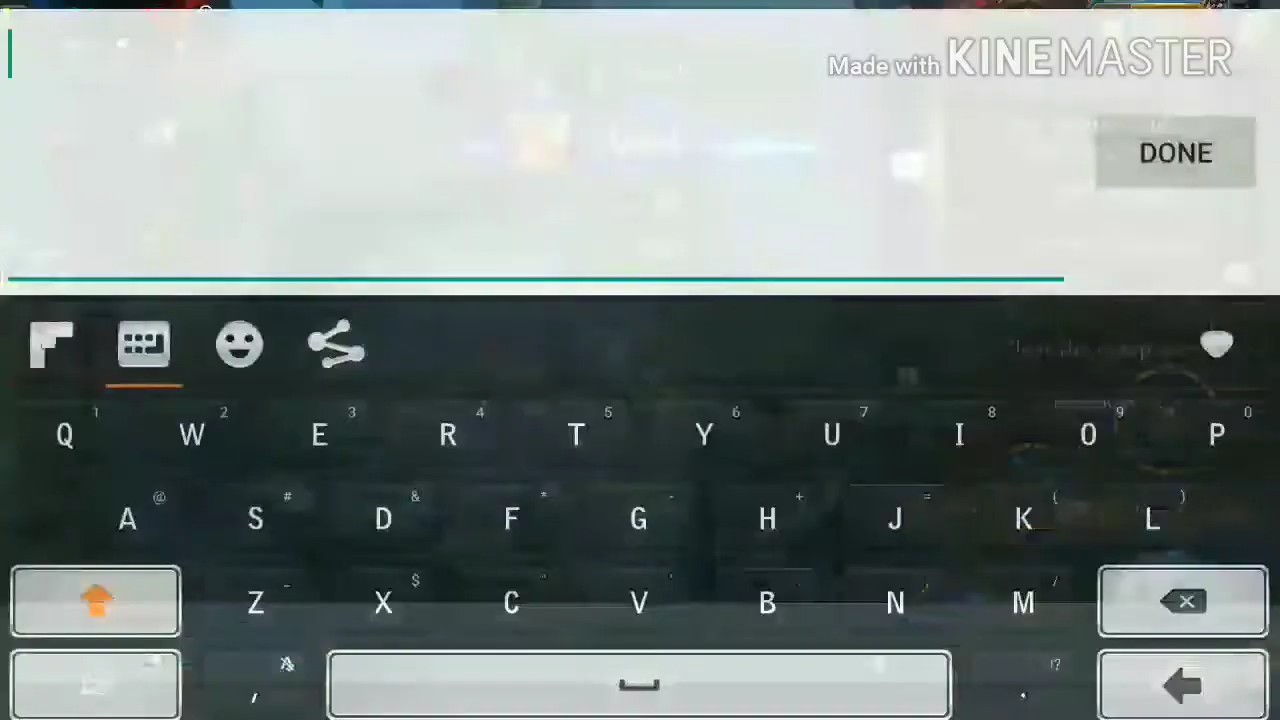 Made with KINEMASTER
DONE
1 2 3 4 5 6 7 8 9 0
Q W E R T Y U I O P
@ # & * - + = ( )
A S D F G H J K L
_ $ " ' : ; /
Z X C V B N M
, !? .